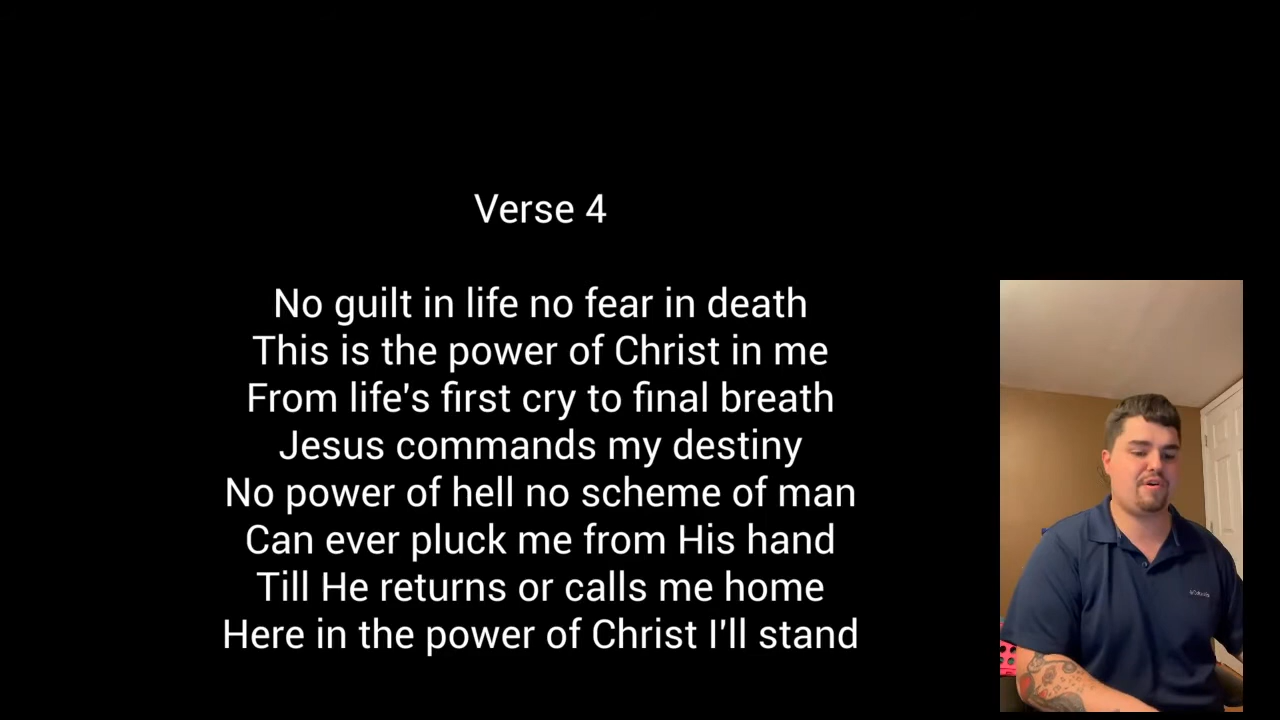 Verse 4
No guilt in life no fear in death
This is the power of Christ in me
From life's first cry to final breath
Jesus commands my destiny
No power of hell no scheme of man
Can ever pluck me from His hand
Till He returns or calls me home
Here in the power of Christ I'll stand